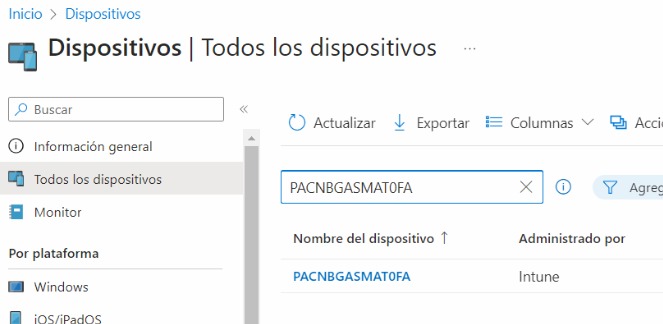 Inicio > Dispositivos
Dispositivos | Todos los dispositivos ...
Buscar
Información general
Todos los dispositivos
Monitor
Por plataforma
Windows
iOS/iPadOS
Actualizar Exportar Columnas Acci
PACNBGASMAT0FA Agreg
Nombre del dispositivo ↑ Administrado por
PACNBGASMAT0FA Intune